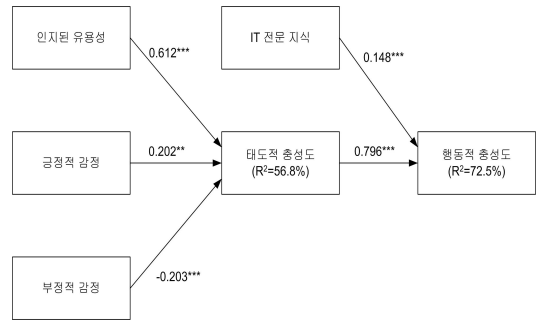 인지된 유용성
IT 전문 지식
0.612***
0.148***
긍정적 감정
0.202**
태도적 충성도
(R²=56.8%)
0.796***
행동적 충성도
(R²=72.5%)
-0.203***
부정적 감정